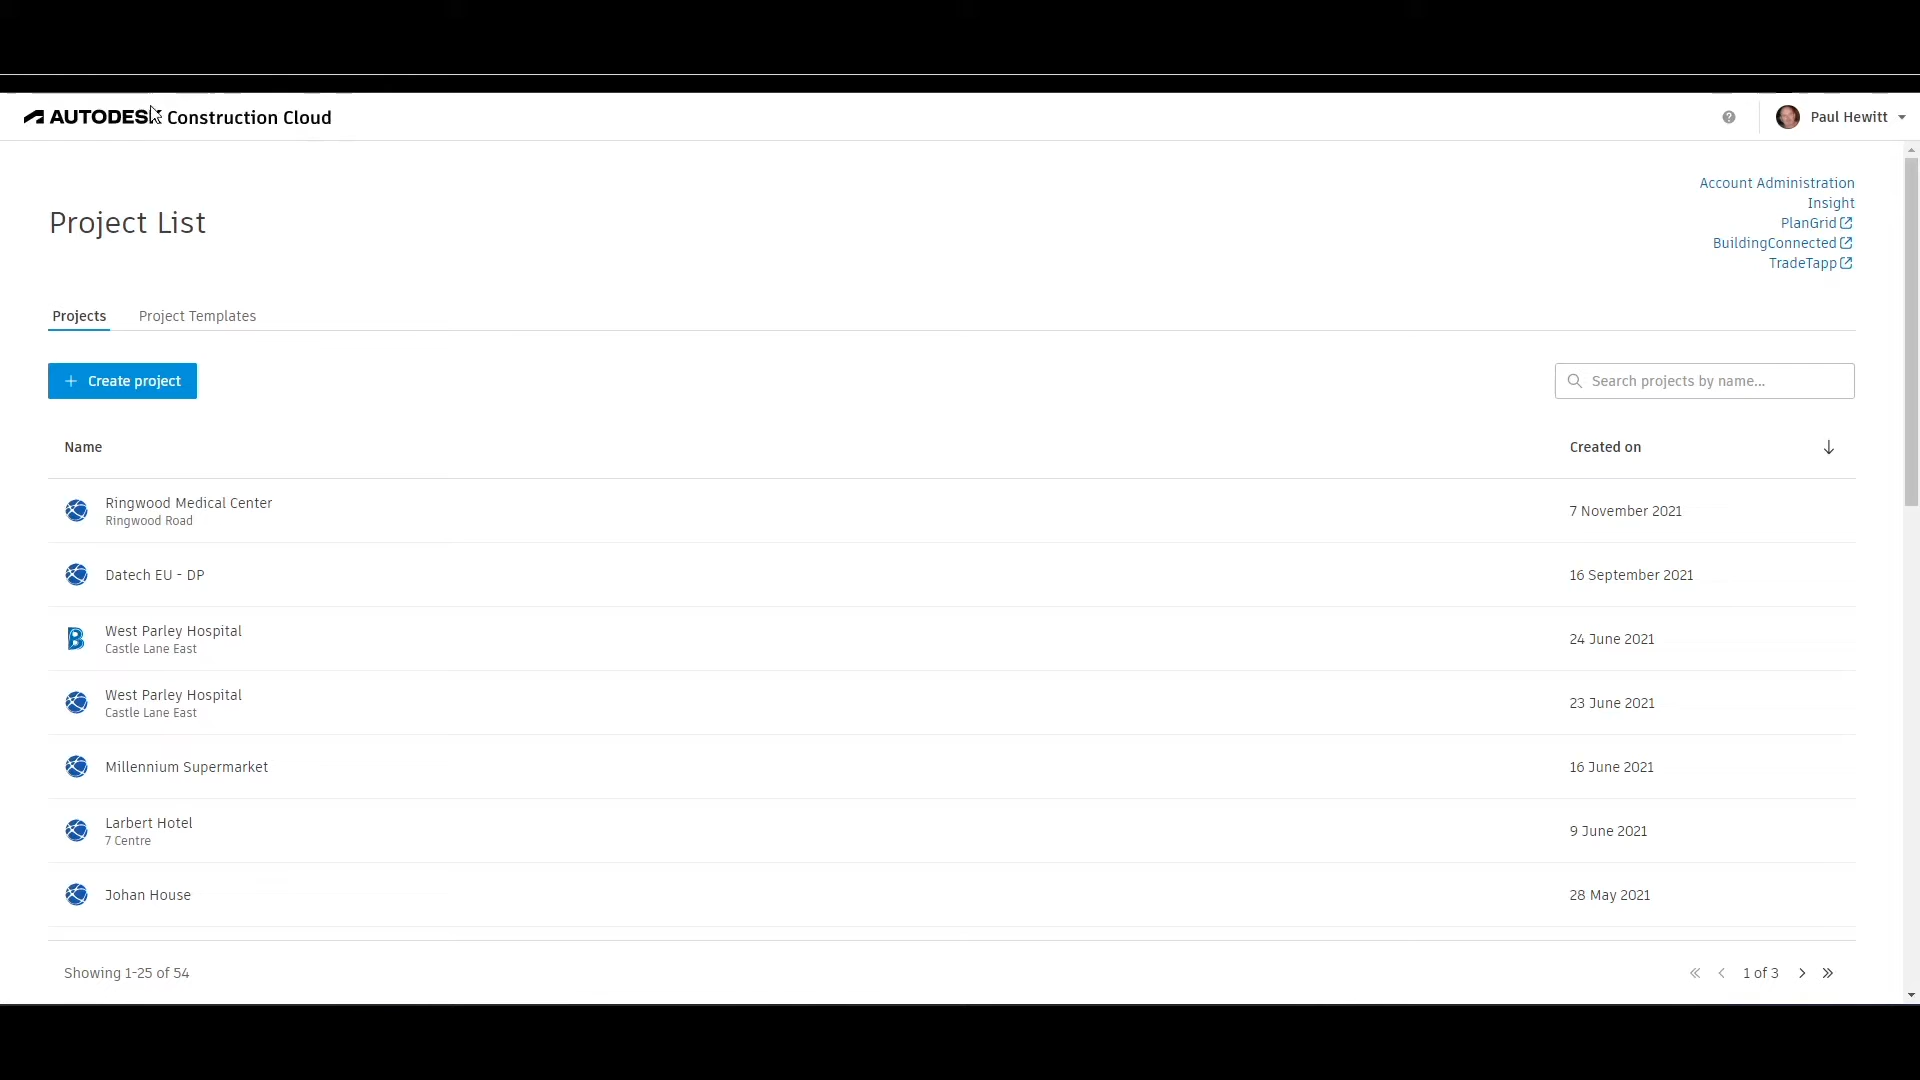 AUTODESK Construction Cloud
Paul Hewitt
Account Administration
Insight
Project List
PlanGrid
BuildingConnected
TradeTapp
Projects
Project Templates
+ Create project
Search projects by name...
Name
Created on
Ringwood Medical Center
Ringwood Road
7 November 2021
Datech EU - DP
16 September 2021
West Parley Hospital
Castle Lane East
24 June 2021
West Parley Hospital
Castle Lane East
23 June 2021
Millennium Supermarket
16 June 2021
Larbert Hotel
7 Centre
9 June 2021
Johan House
28 May 2021
Showing 1-25 of 54
1 of 3